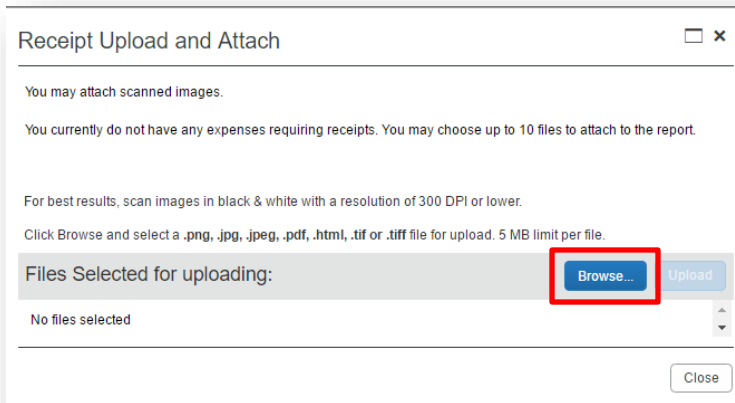 Receipt Upload and Attach
You may attach scanned images.
You currently do not have any expenses requiring receipts. You may choose up to 10 files to attach to the report.
For best results, scan images in black & white with a resolution of 300 DPI or lower.
Click Browse and select a .png, .jpg, .jpeg, .pdf, .html, .tif or .tiff file for upload. 5 MB limit per file.
Files Selected for uploading: Browse... Upload
No files selected
Close